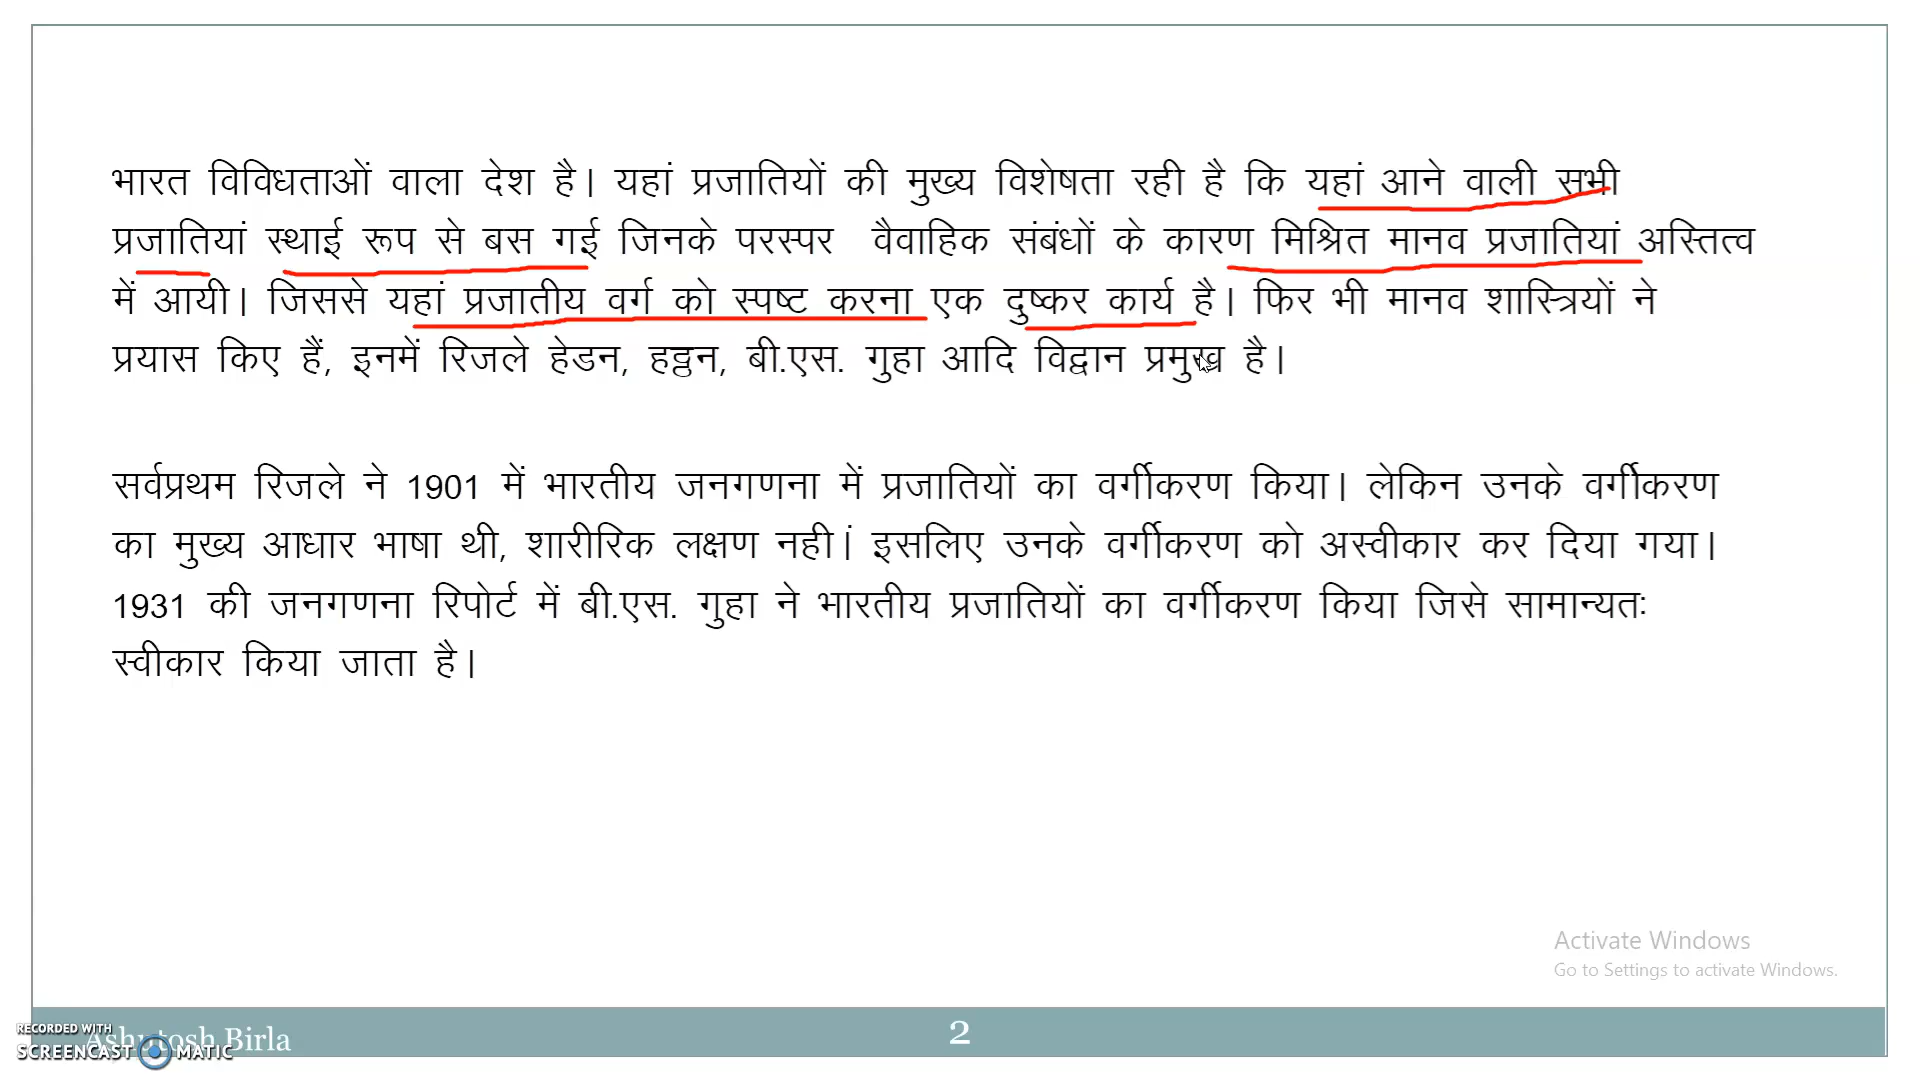 भारत विविधताओं वाला देश है। यहां प्रजातियों की मुख्य विशेषता रही है कि यहां आने वाली सभी
प्रजातियां स्थाई रूप से बस गई जिनके परस्पर वैवाहिक संबंधों के कारण मिश्रित मानव प्रजातियां अस्तित्व
में आयी। जिससे यहां प्रजातीय वर्ग को स्पष्ट करना एक दुष्कर कार्य है। फिर भी मानव शास्त्रियों ने
प्रयास किए हैं, इनमें रिजले हेडन, हट्टन, बी.एस. गुहा आदि विद्वान प्रमुख है।
सर्वप्रथम रिजले ने 1901 में भारतीय जनगणना में प्रजातियों का वर्गीकरण किया। लेकिन उनके वर्गीकरण
का मुख्य आधार भाषा थी, शारीरिक लक्षण नहीं। इसलिए उनके वर्गीकरण को अस्वीकार कर दिया गया।
1931 की जनगणना रिपोर्ट में बी.एस. गुहा ने भारतीय प्रजातियों का वर्गीकरण किया जिसे सामान्यतः
स्वीकार किया जाता है।
Activate Windows
Go to Settings to activate Windows.
RECORDED WITH
Ashutosh Birla
2
SCREENCAST MATIC